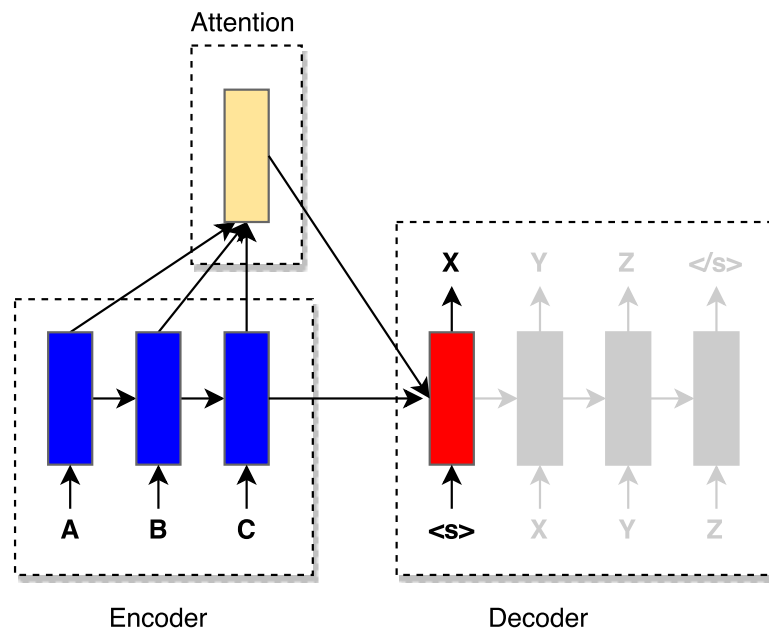 Attention
X Y Z </s>
A B C <s> X Y Z
Encoder Decoder